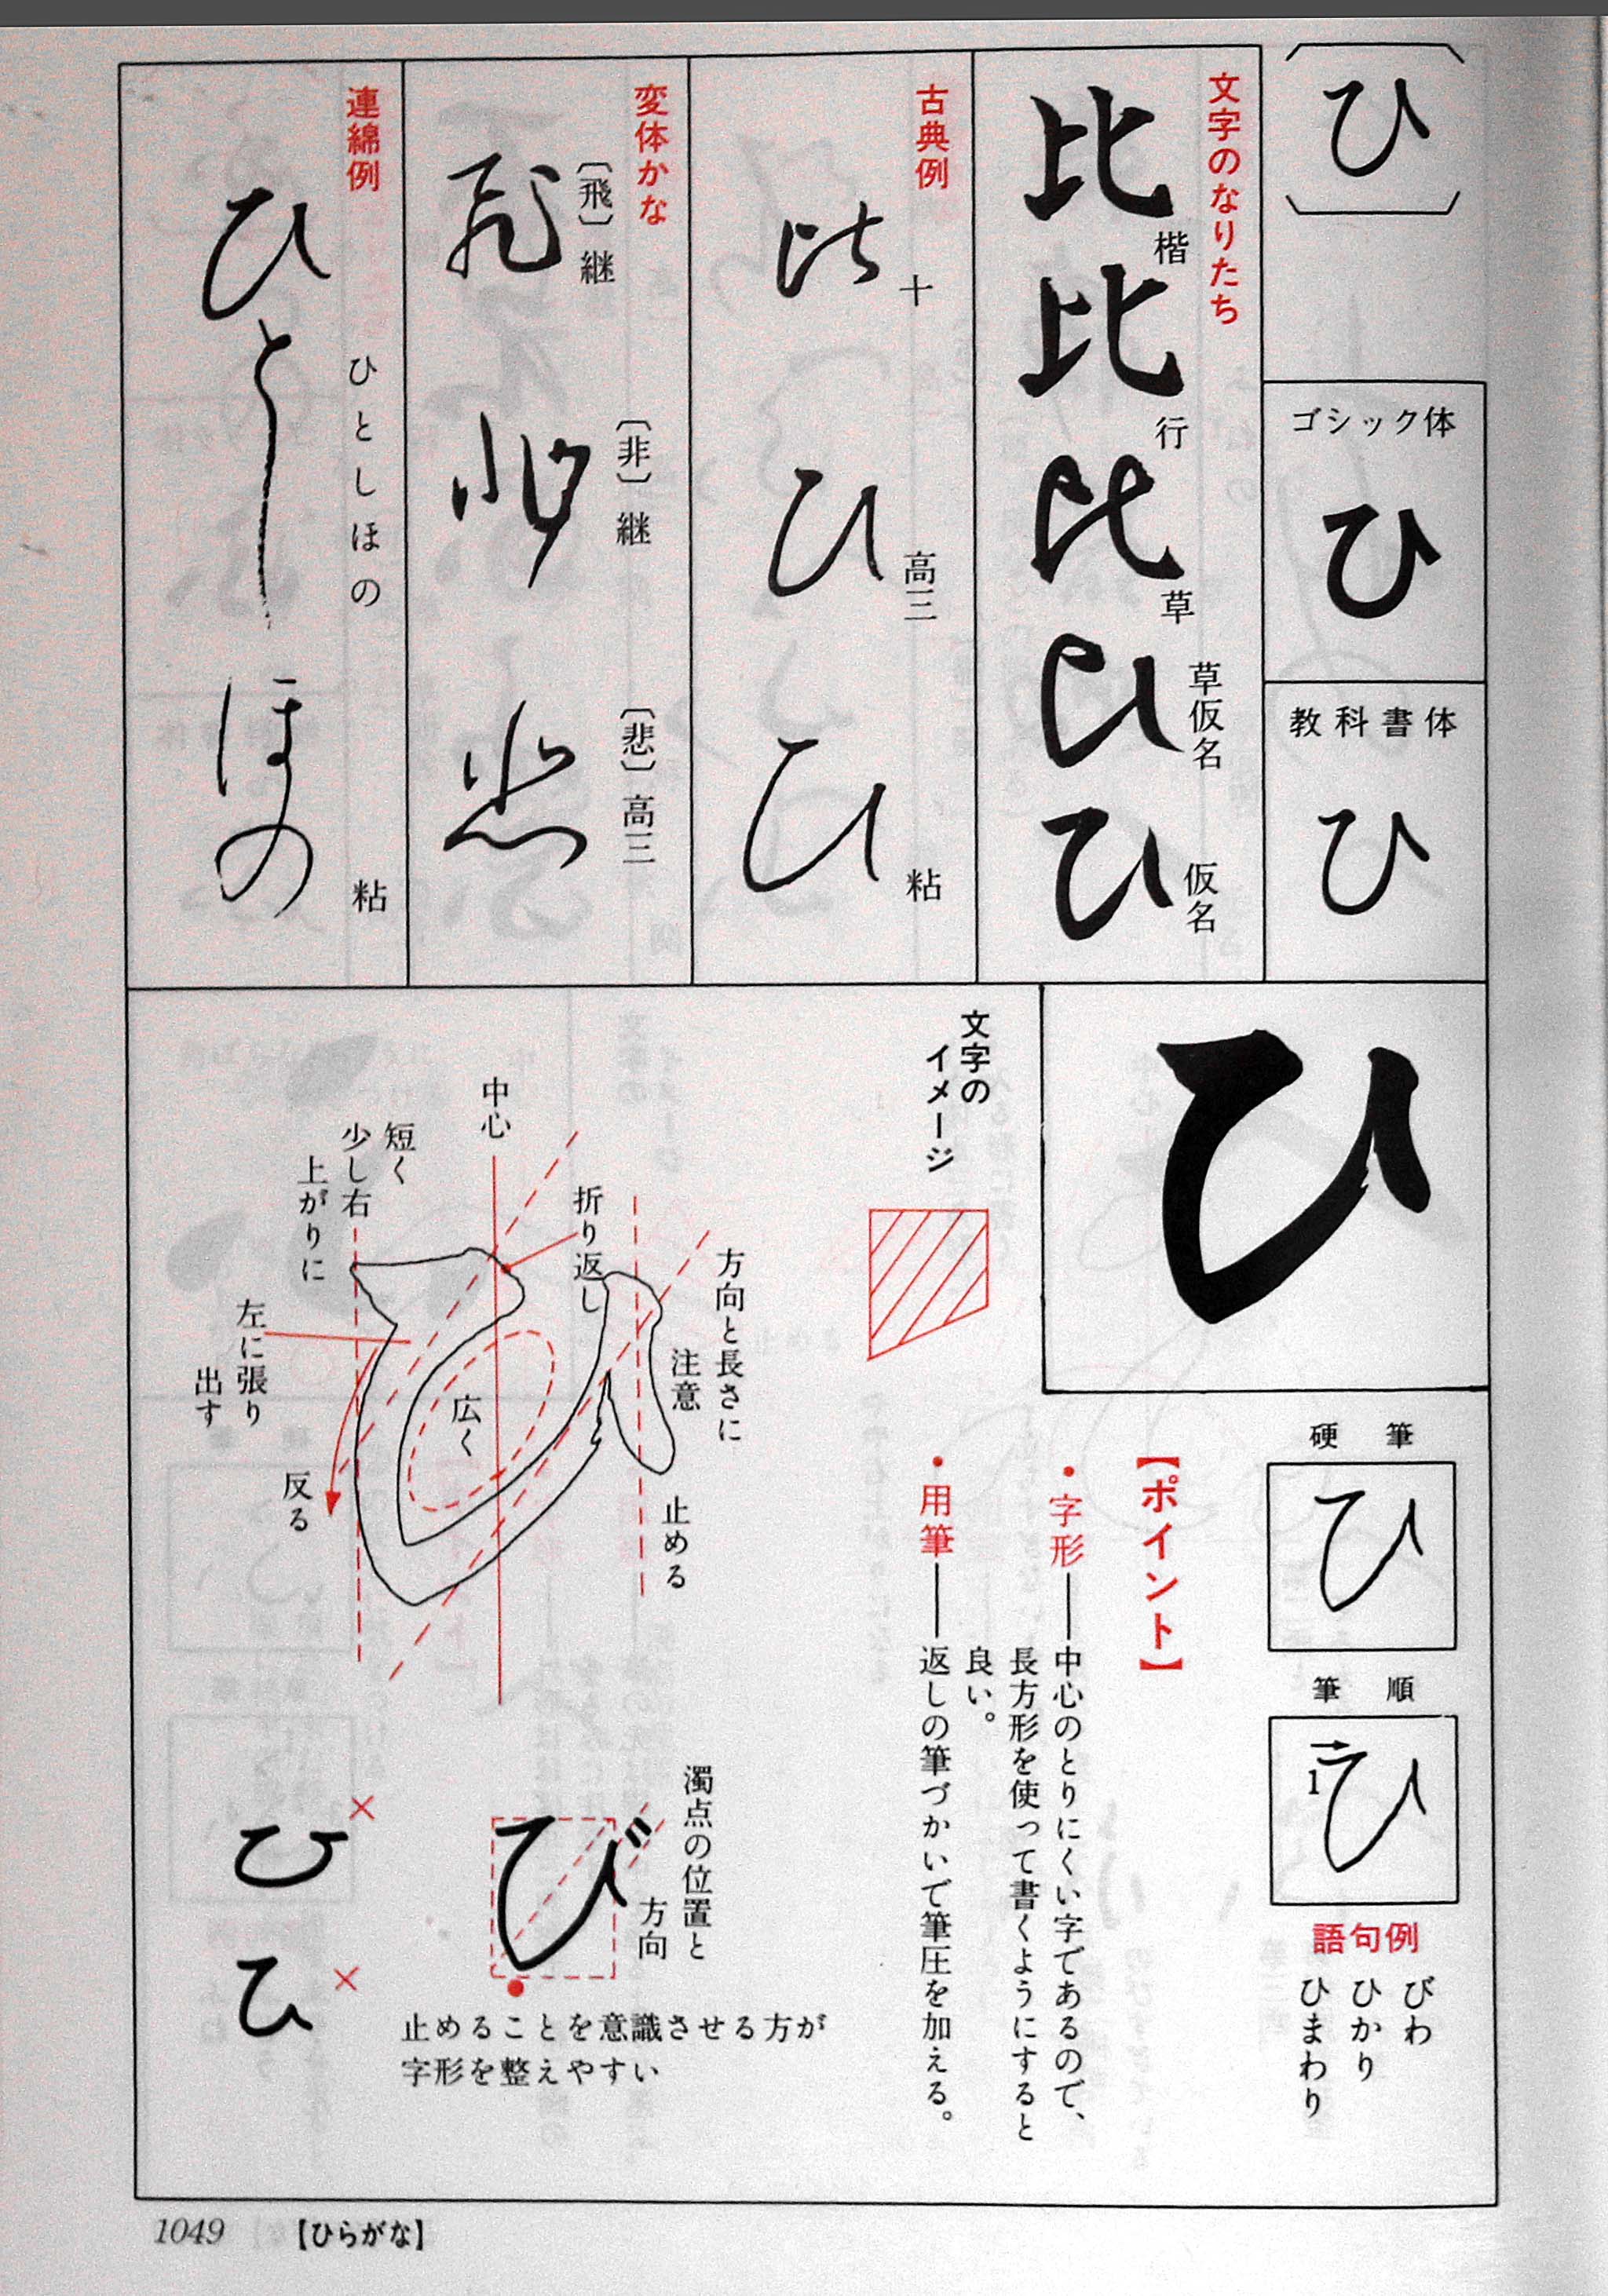 〔ひ〕
ゴシック体
ひ
教科書体
ひ
文字のなりたち
比 楷
比 行
比 草
ひ 草仮名
ひ 仮名
古典例
比 十
ひ 高三
ひ 粘
変体かな
飛 〔飛〕継
非 〔非〕継
悲 〔悲〕高三
連綿例
ひとしほの
ひとしほの 粘
ひ
硬筆
ひ
筆順
1
ひ
語句例
びわ
ひかり
ひまわり
【ポイント】
・字形──中心のとりにくい字であるので、
長方形を使って書くようにすると
良い。
・用筆──返しの筆づかいで筆圧を加える。
文字の
イメージ
方向と長さに
注意
止める
折り返し
中心
広く
短く
少し右
上がりに
左に張り
出す
反る
濁点の位置と
方向
び
止めることを意識させる方が
字形を整えやすい
×
ひ
×
ひ
1049 【ひらがな】